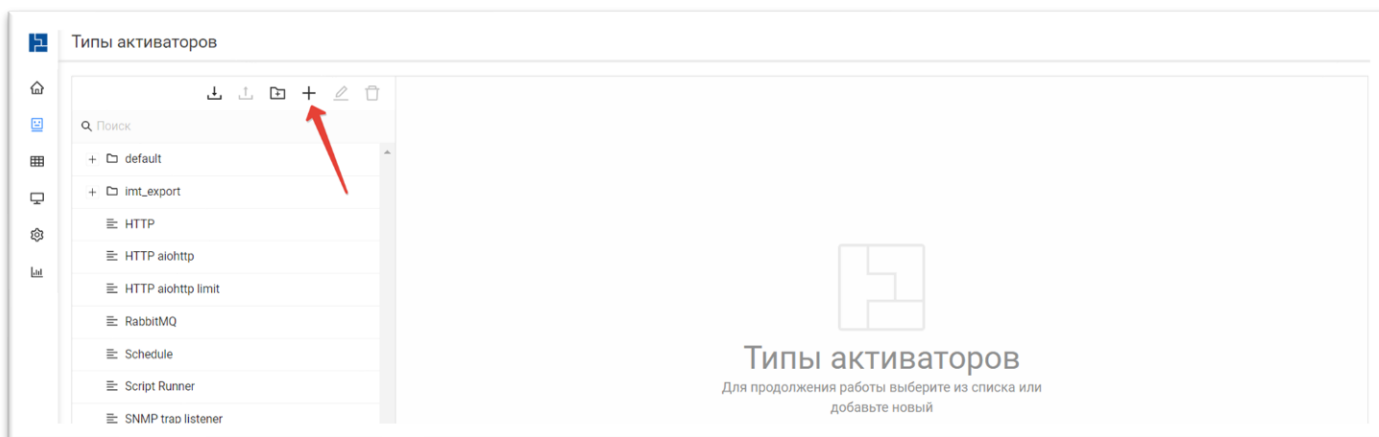 Типы активаторов
Поиск
default
imt_export
HTTP
HTTP aiohttp
HTTP aiohttp limit
RabbitMQ
Schedule
Script Runner
SNMP trap listener
Типы активаторов
Для продолжения работы выберите из списка или
добавьте новый